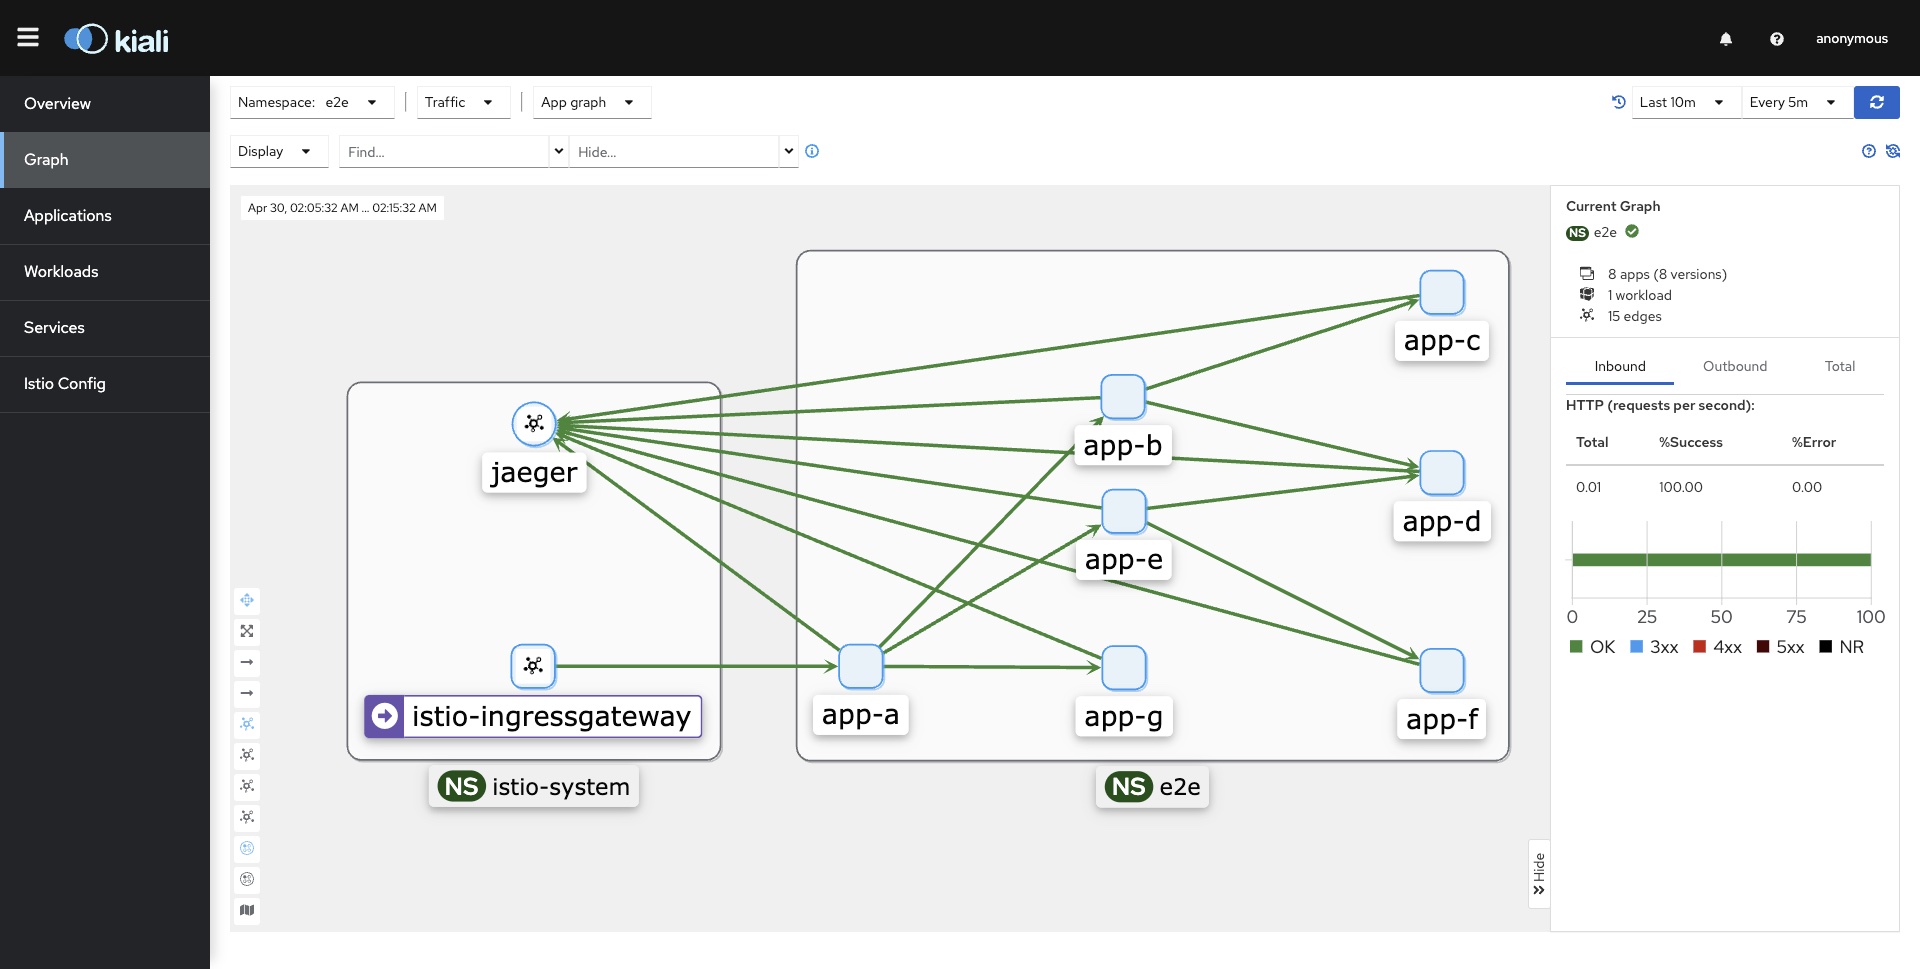 kiali
anonymous
Overview
Graph
Applications
Workloads
Services
Istio Config
Namespace: e2e
Traffic
App graph
Last 10m
Every 5m
Display
Find...
Hide...
Apr 30, 02:05:32 AM ... 02:15:32 AM
app-c
app-b
jaeger
app-d
app-e
istio-ingressgateway
app-a
app-g
app-f
NS istio-system
NS e2e
Hide
Current Graph
NS e2e
8 apps (8 versions)
1 workload
15 edges
Inbound Outbound Total
HTTP (requests per second):
Total %Success %Error
0.01 100.00 0.00
0 25 50 75 100
OK 3xx 4xx 5xx NR